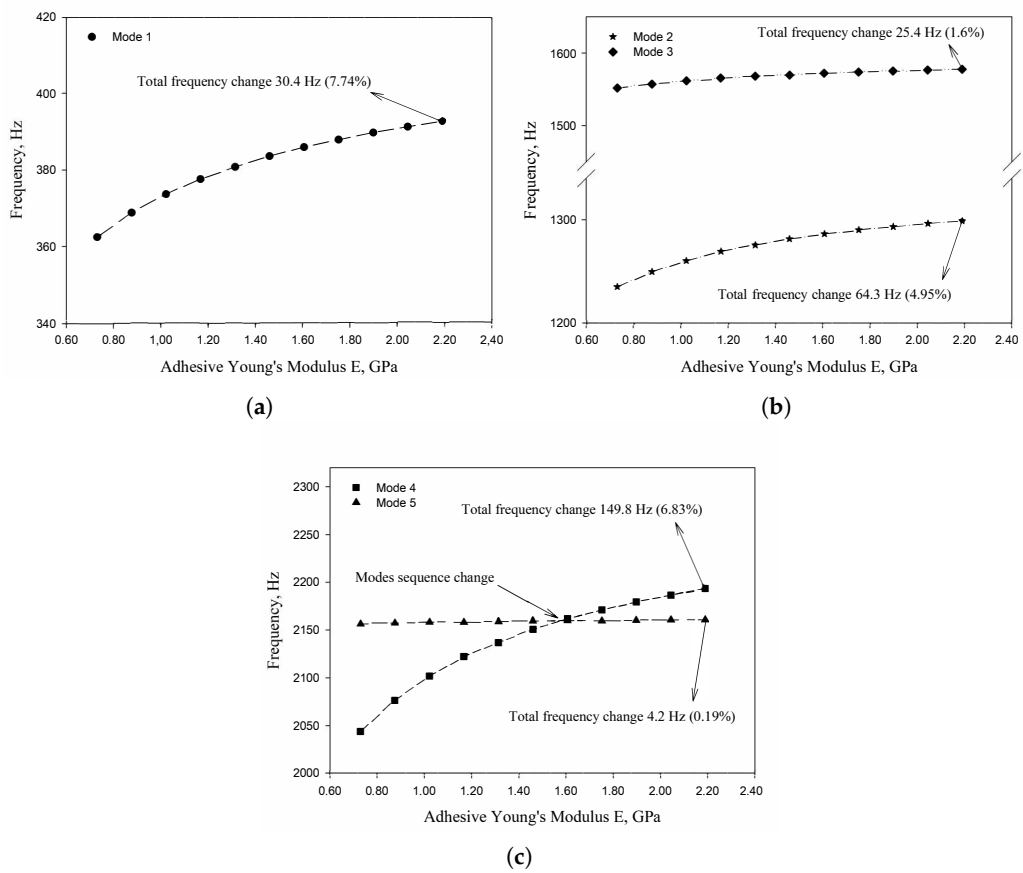 420
Mode 1
Total frequency change 30.4 Hz (7.74%)
400
380
360
340
Frequency, Hz
0.60 0.80 1,00 1,20 1,40 1,60 1,80 2,00 2,20 2,40
Adhesive Young's Modulus E, GPa
(a)
Mode 2
Mode 3
Total frequency change 25.4 Hz (1.6%)
1600
1500
1300
Total frequency change 64.3 Hz (4.95%)
1200
Frequency, Hz
0.60 0.80 1.00 1.20 1.40 1.60 1.80 2.00 2.20 2.40
Adhesive Young's Modulus E, GPa
(b)
2300
Mode 4
Mode 5
Total frequency change 149.8 Hz (6.83%)
2250
Modes sequence change
2200
2150
2100
Total frequency change 4.2 Hz (0.19%)
2050
2000
Frequency, Hz
0.60 0.80 1.00 1.20 1.40 1.60 1.80 2.00 2.20 2.40
Adhesive Young's Modulus E, GPa
(c)